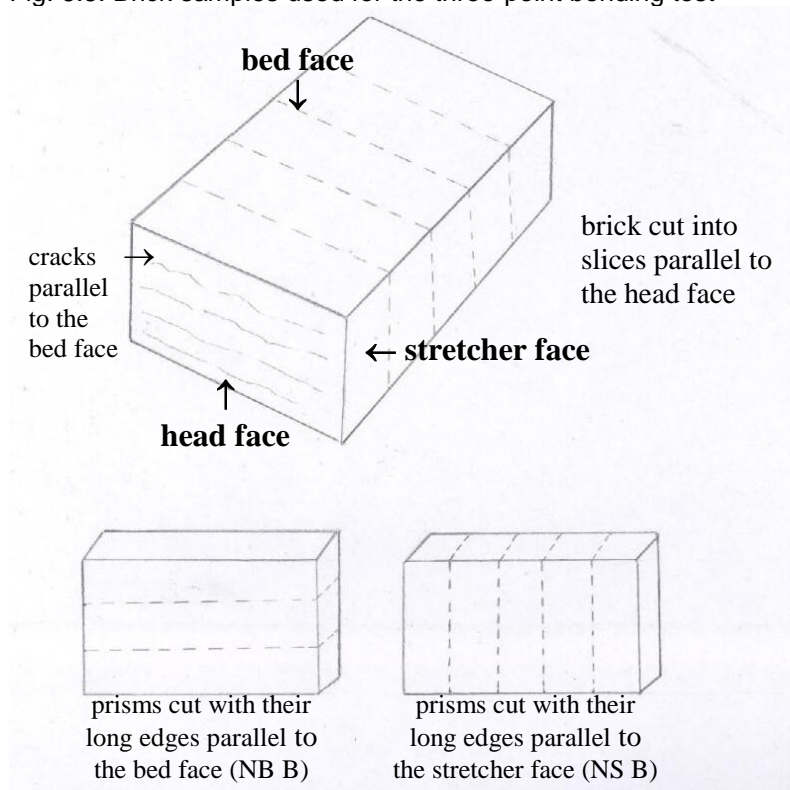 bed face
↓
brick cut into
slices parallel to
the head face
cracks →
parallel
to the
bed face
← stretcher face
↑
head face
prisms cut with their
long edges parallel to
the bed face (NB B)
prisms cut with their
long edges parallel to
the stretcher face (NS B)